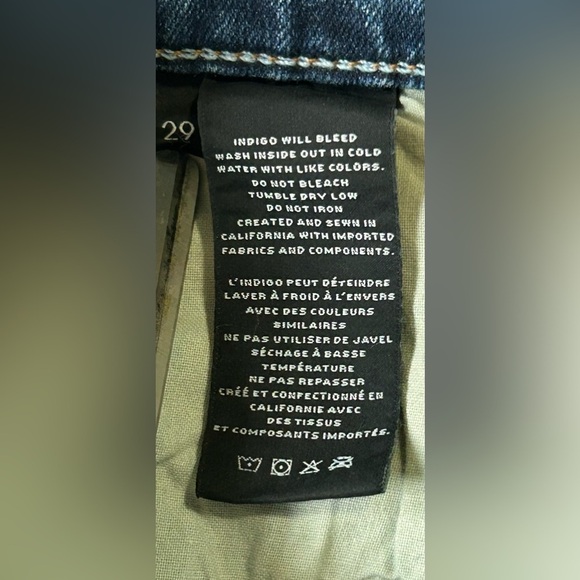 29
INDIGO WILL BLEED
WASH INSIDE OUT IN COLD
WATER WITH LIKE COLORS.
DO NOT BLEACH
TUMBLE DRY LOW
DO NOT IRON
CREATED AND SEWN IN
CALIFORNIA WITH IMPORTED
FABRICS AND COMPONENTS.
L'INDIGO PEUT DÉTEINDRE
LAVER À FROID À L'ENVERS
AVEC DES COULEURS
SIMILAIRES
NE PAS UTILISER DE JAVEL
SÉCHAGE À BASSE
TEMPÉRATURE
NE PAS REPASSER
CRÉÉ ET CONFECTIONNÉ EN
CALIFORNIE AVEC
DES TISSUS
ET COMPOSANTS IMPORTÉS.